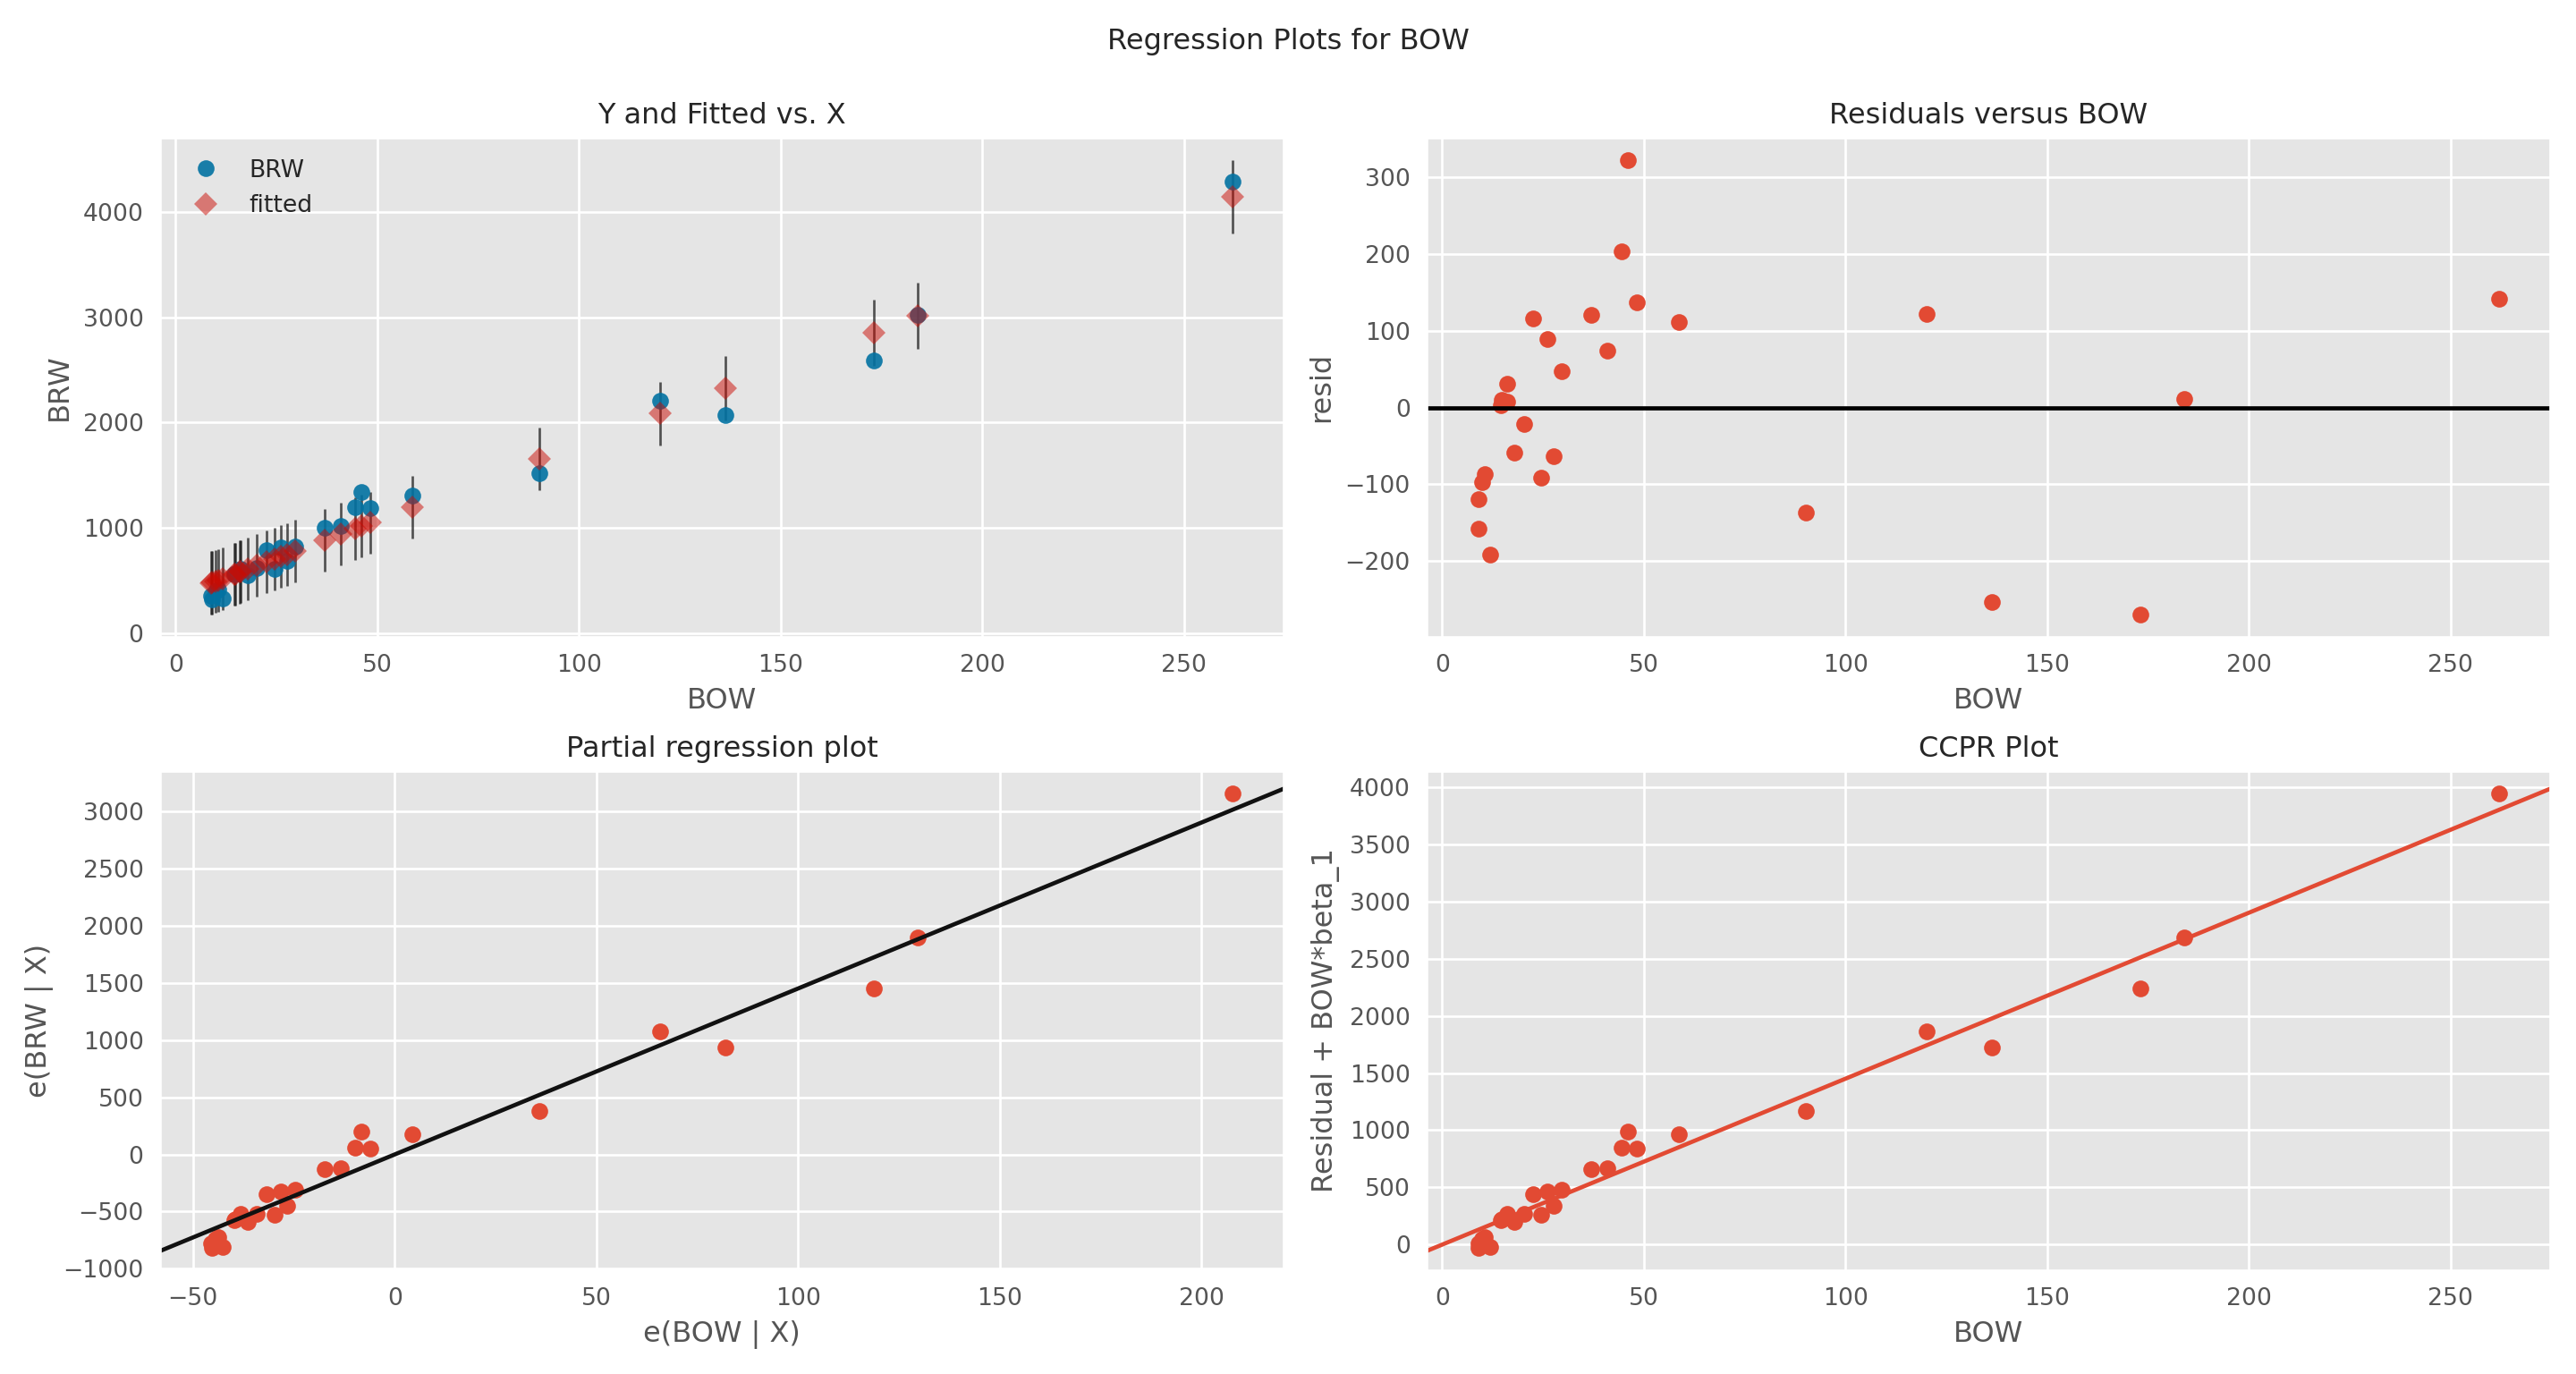 Regression Plots for BOW
Y and Fitted vs. X
BRW
fitted
4000
3000
2000
1000
0
BRW
0 50 100 150 200 250
BOW
Residuals versus BOW
300
200
100
0
−100
−200
resid
0 50 100 150 200 250
BOW
Partial regression plot
3000
2500
2000
1500
1000
500
0
−500
−1000
e(BRW | X)
−50 0 50 100 150 200
e(BOW | X)
CCPR Plot
4000
3500
3000
2500
2000
1500
1000
500
0
Residual + BOW*beta_1
0 50 100 150 200 250
BOW